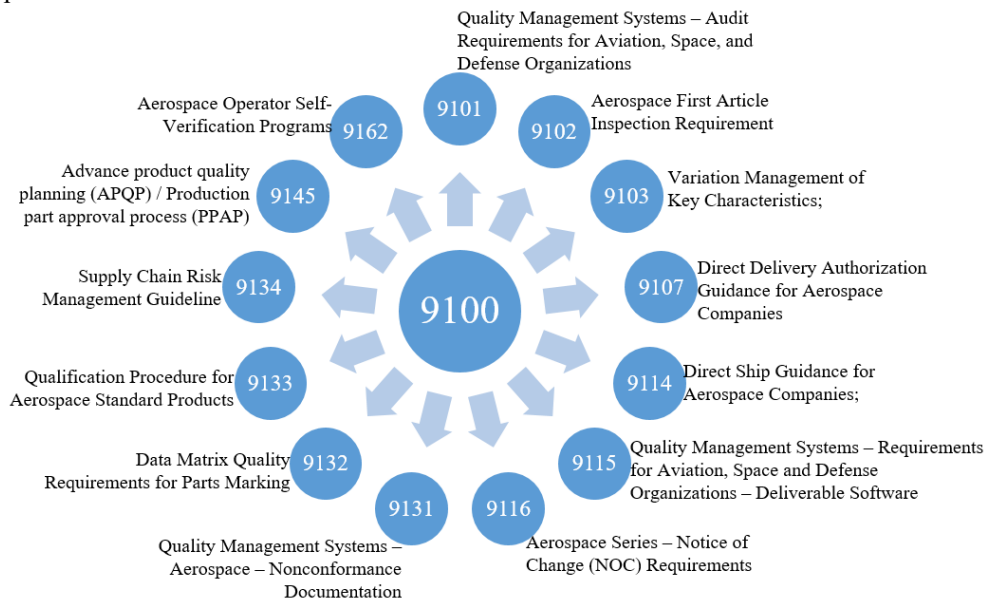 Quality Management Systems – Audit
Requirements for Aviation, Space, and
Defense Organizations
9101
Aerospace First Article
Inspection Requirement
9102
Variation Management of
Key Characteristics;
9103
Direct Delivery Authorization
Guidance for Aerospace
Companies
9107
Direct Ship Guidance for
Aerospace Companies;
9114
Quality Management Systems – Requirements
for Aviation, Space and Defense
Organizations – Deliverable Software
9115
Aerospace Series – Notice of
Change (NOC) Requirements
9116
Quality Management Systems –
Aerospace – Nonconformance
Documentation
9131
Data Matrix Quality
Requirements for Parts Marking
9132
Qualification Procedure for
Aerospace Standard Products
9133
Supply Chain Risk
Management Guideline
9134
Advance product quality
planning (APQP) / Production
part approval process (PPAP)
9145
Aerospace Operator Self-
Verification Programs
9162
9100